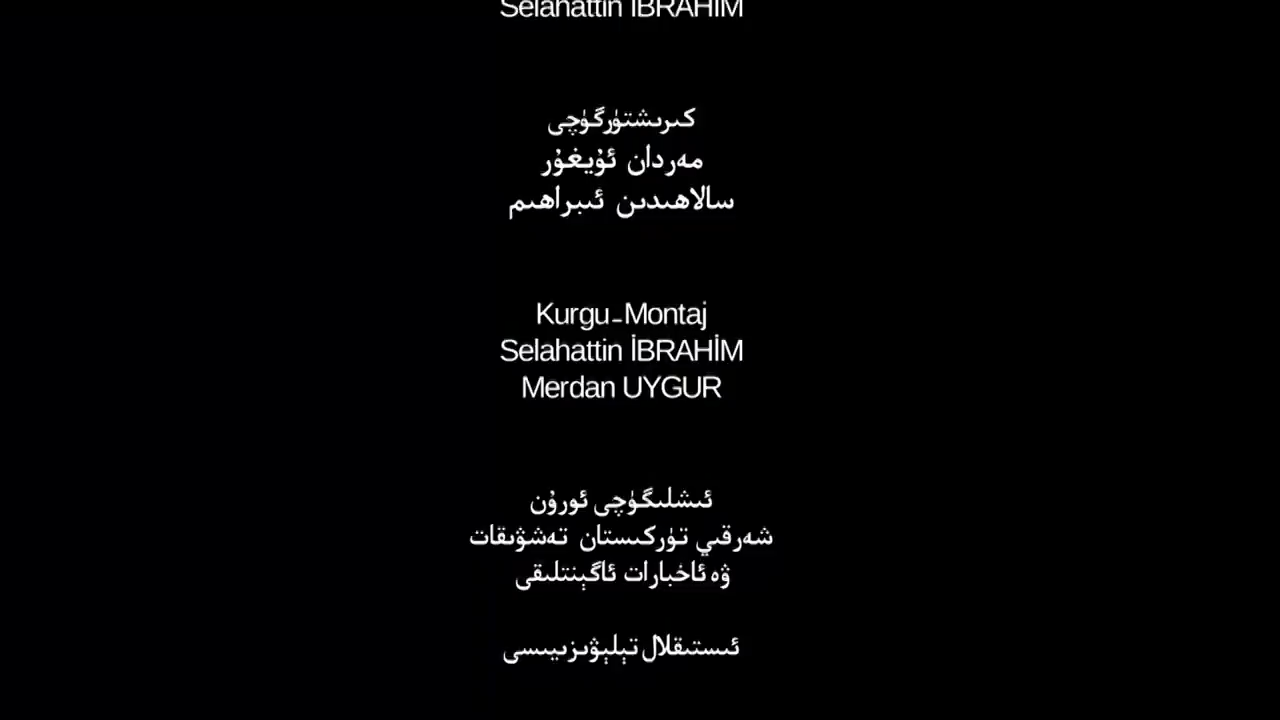 Selahattin İBRAHİM
كىرىشتۈرگۈچى
مەردان ئۇيغۇر
سالاھىدىن ئىبراھىم
Kurgu-Montaj
Selahattin İBRAHİM
Merdan UYGUR
ئىشلىگۈچى ئورۇن
شەرقىي تۈركىستان تەشۋىقات
ۋە ئاخبارات ئاگېنتلىقى
ئىستىقلال تېلېۋىزىيىسى